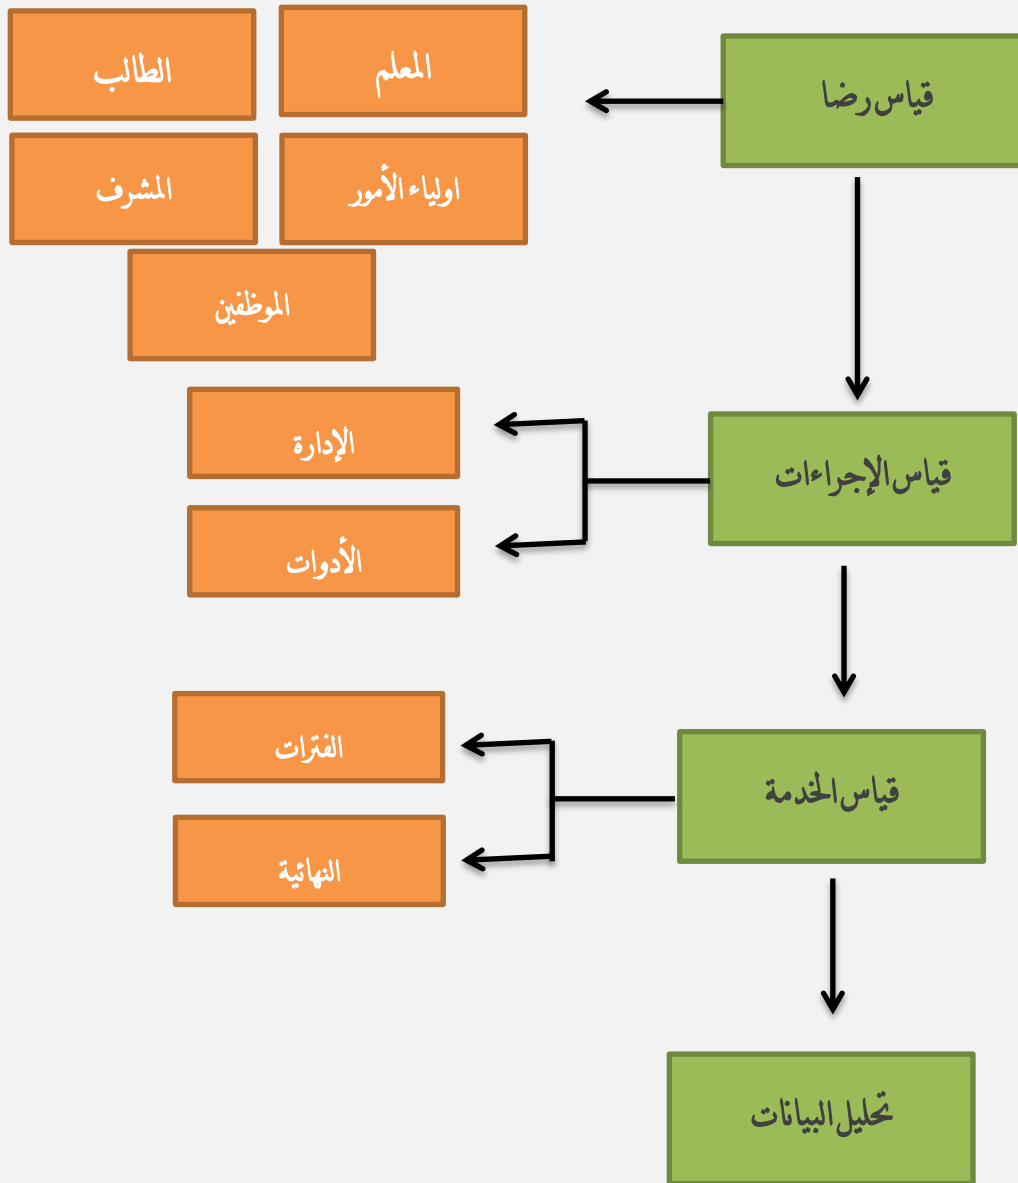 قياس رضا
المعلم
الطالب
اولياء الأمور
المشرف
الموظفين
قياس الإجراءات
الإدارة
الأدوات
قياس الخدمة
الفترات
النهائية
تحليل البيانات